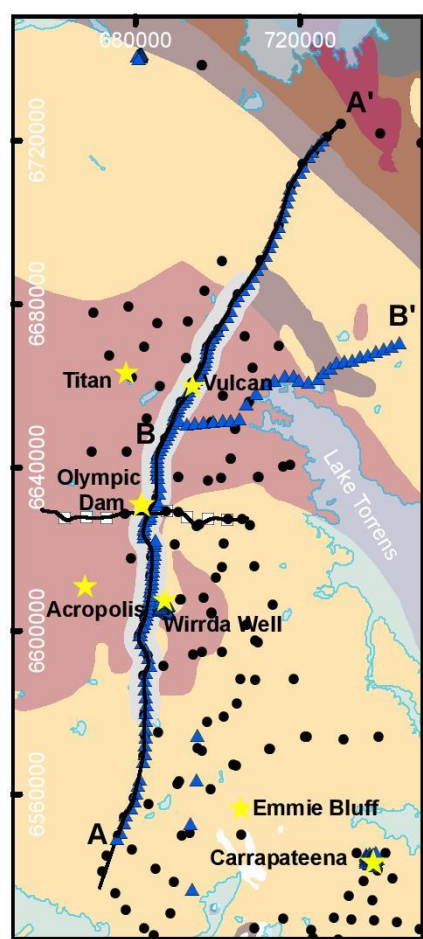 680000 720000
A'
6720000
6680000
B'
Titan
Vulcan
B
6640000
Olympic
Dam
Lake Torrens
Acropolis
Wirrda Well
6600000
6560000
Emmie Bluff
A
Carrapateena